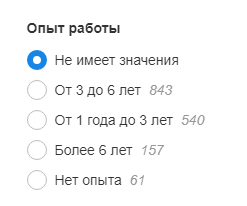 Опыт работы
Не имеет значения
От 3 до 6 лет 843
От 1 года до 3 лет 540
Более 6 лет 157
Нет опыта 61